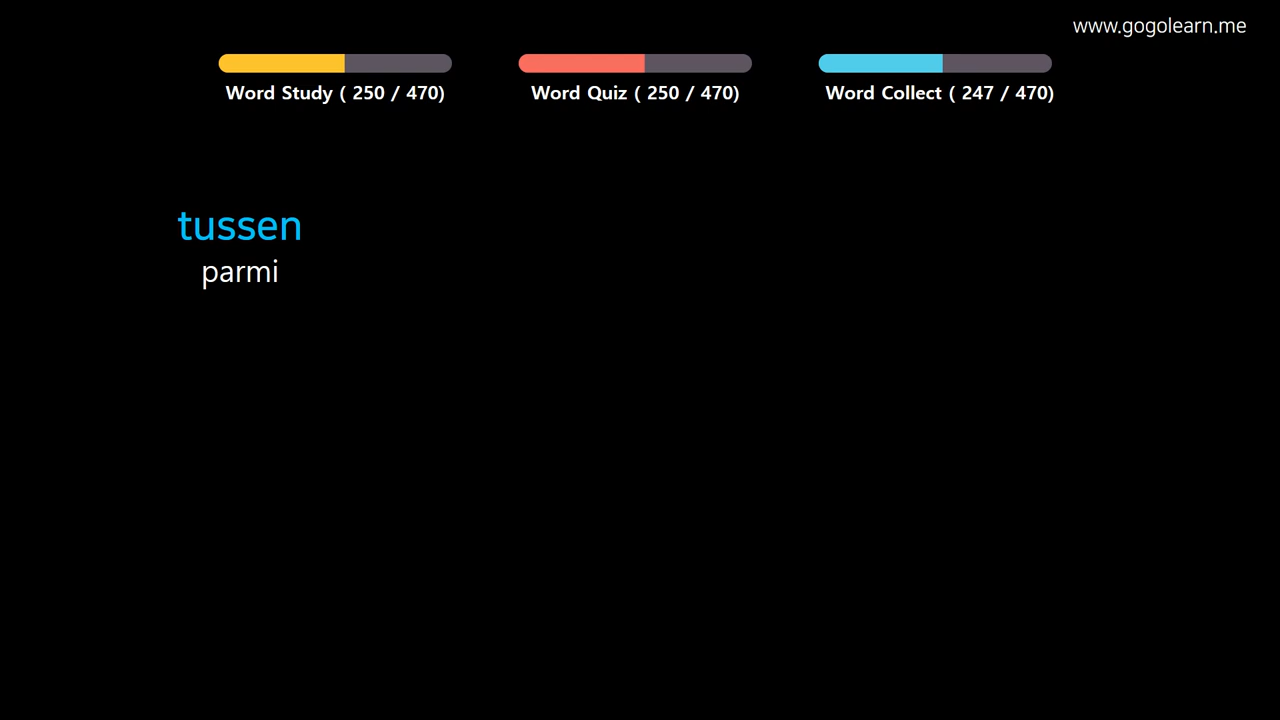 www.gogolearn.me
Word Study ( 250 / 470)
Word Quiz ( 250 / 470)
Word Collect ( 247 / 470)
tussen
parmi